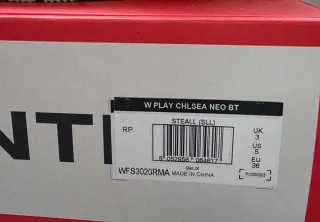 W PLAY CHLSEA NEO BT
STEALL (SLL)
RP
UK
3
US
5
EU
36
WFS3020RMA MADE IN CHINA
NTI